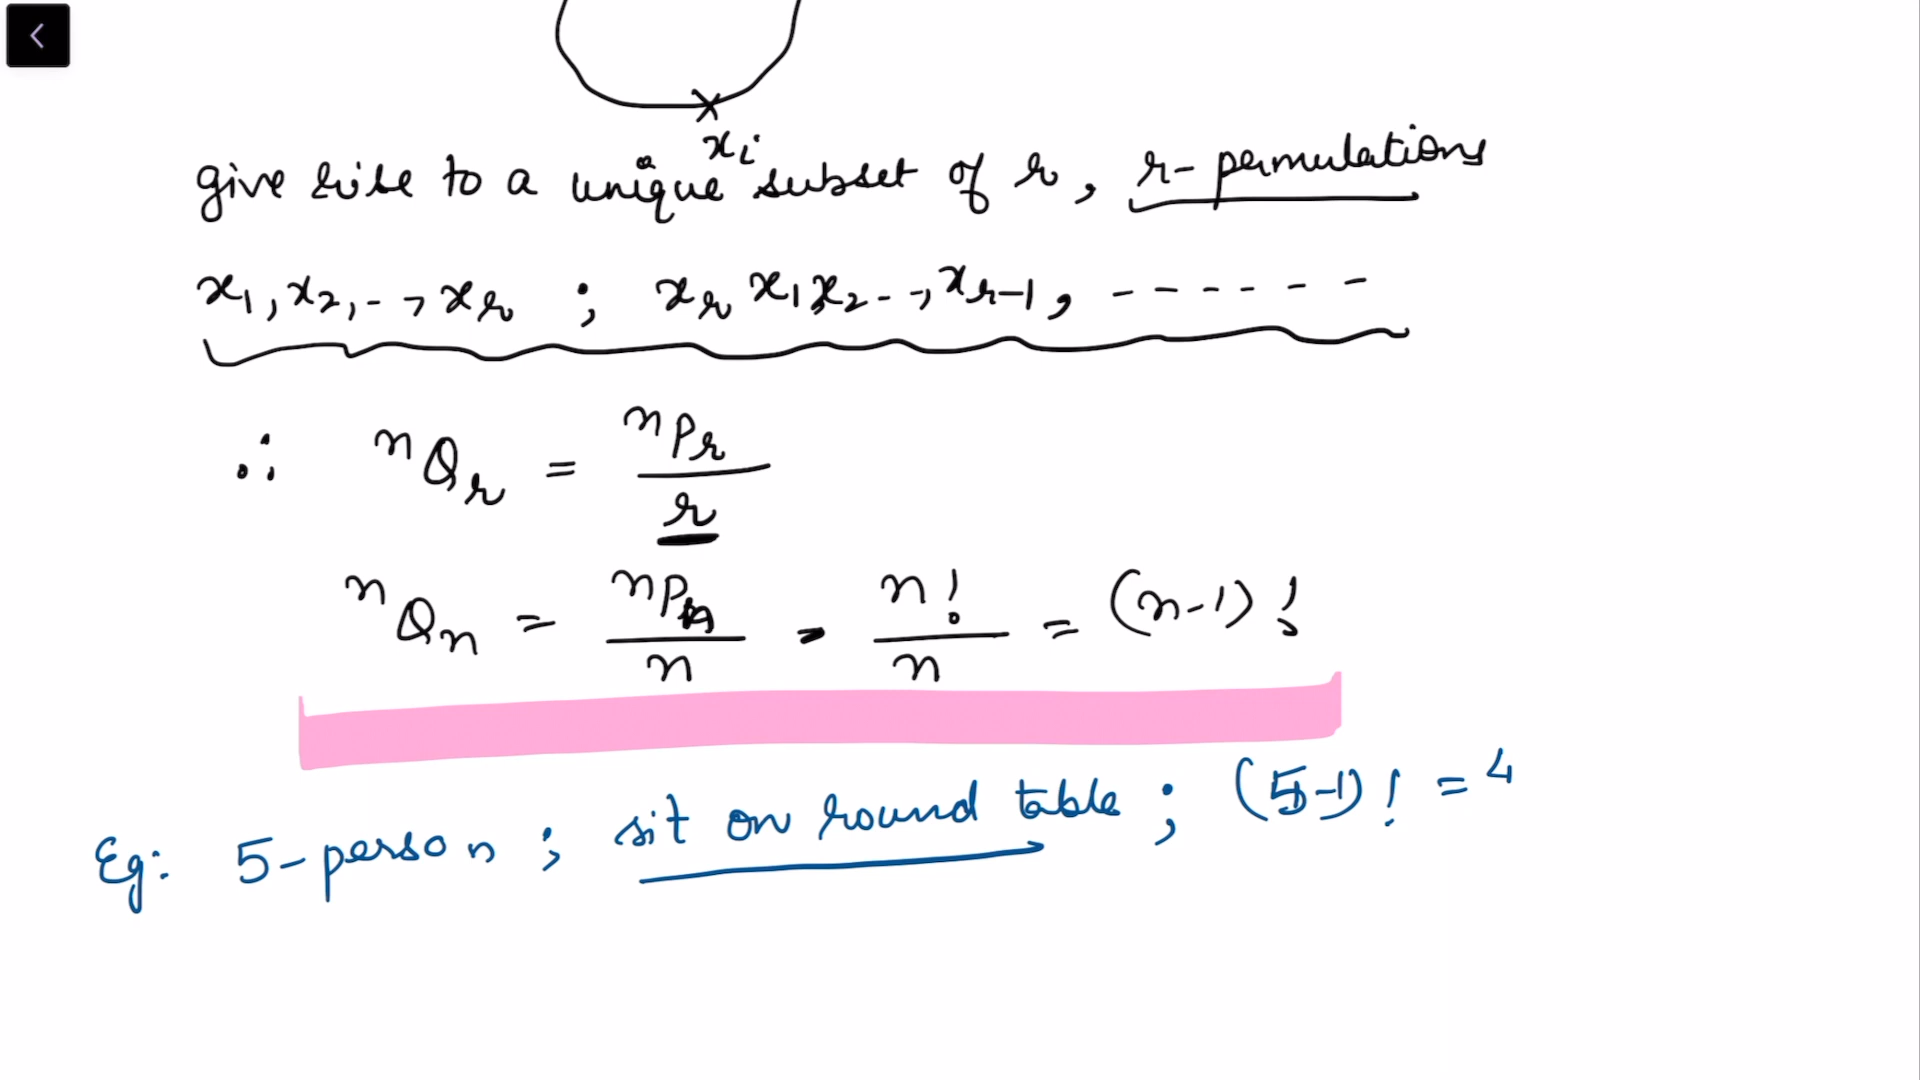 xᵢ
give rise to a unique subset of r, r-permutations
x₁, x₂, - , xᵣ ; xᵣ x₁ x₂ - - , xᵣ₋₁, - - - - - -
∴ ⁿQᵣ = ⁿPᵣ / r
ⁿQₙ = ⁿPₙ / n = n! / n = (n-1)!
Eg: 5-person ; sit on round table ; (5-1)! = 4